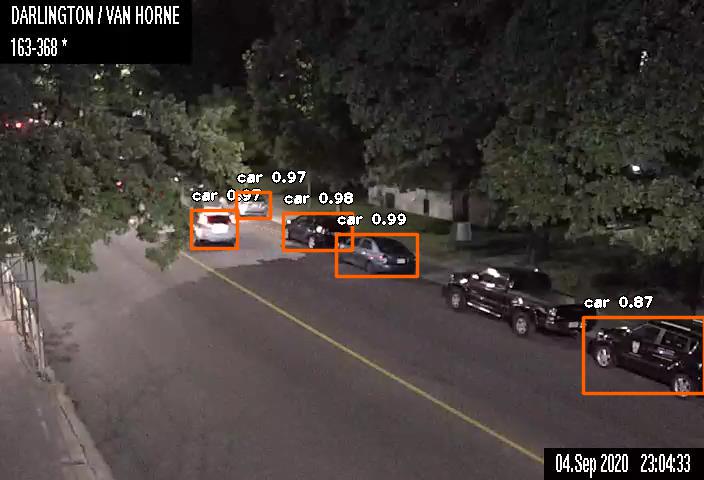 DARLINGTON / VAN HORNE
163-368 *
car 0.97
car 0.97
car 0.98
car 0.99
car 0.87
04.Sep 2020 23:04:33